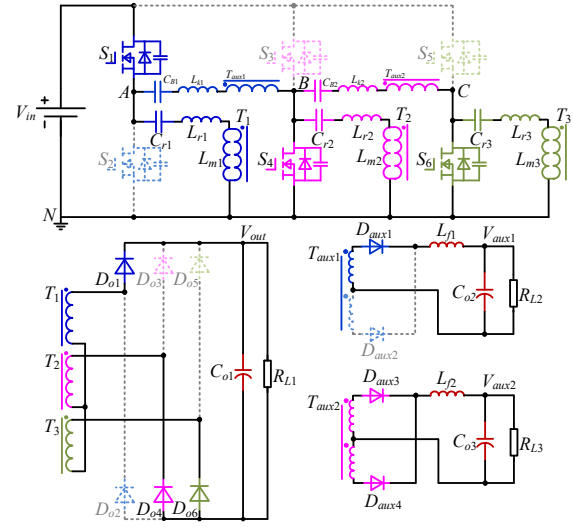 S1
S3
S5
A
CB1
Lk1
Taux1
B
CB2
Lk2
Taux2
C
Vin
+
Cr1
Lr1
T1
Lm1
S2
Cr2
Lr2
T2
Lm2
S4
Cr3
Lr3
T3
Lm3
S6
N
Vout
Do1
Do3
Do5
T1
T2
T3
Co1
RL1
Do2
Do4
Do6
Taux1
Daux1
Lf1
Vaux1
Co2
RL2
Daux2
Taux2
Daux3
Lf2
Vaux2
Co3
RL3
Daux4